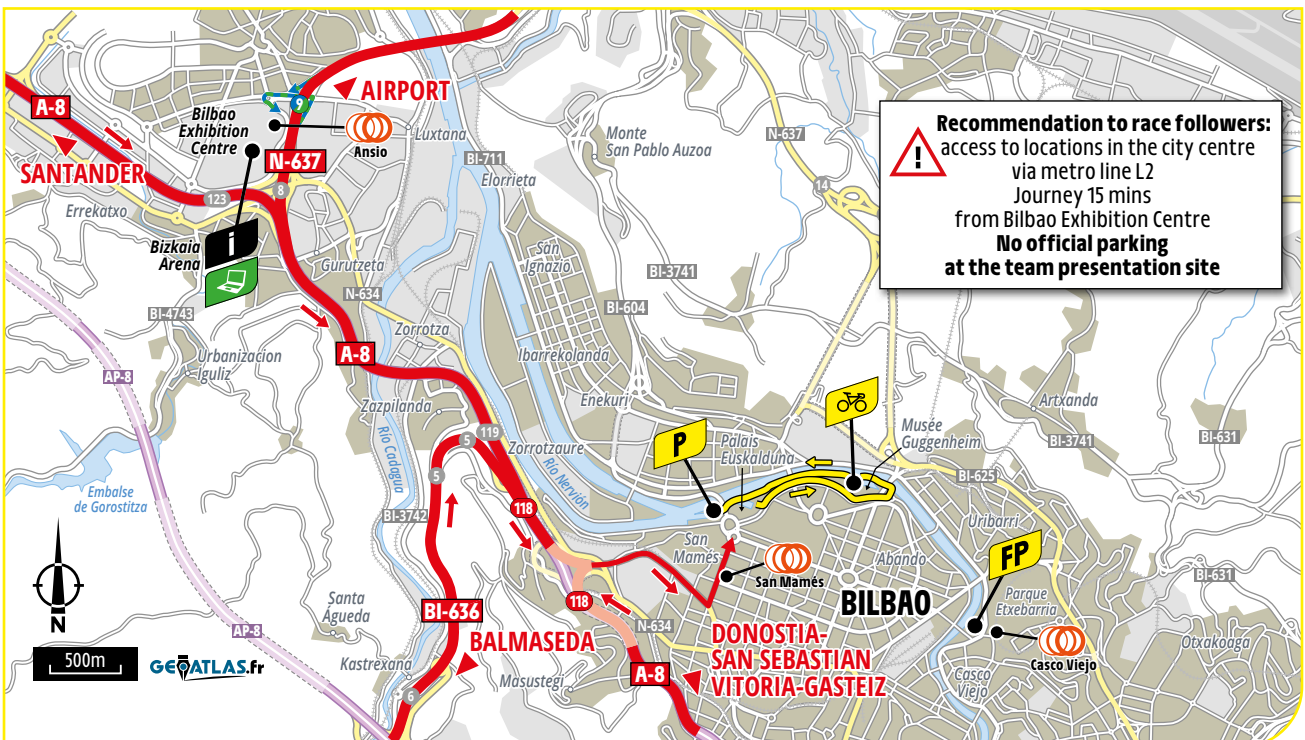 A-8
SANTANDER
Errekatxo
123
Bilbao
Exhibition
Centre
9
AIRPORT
Ansio
N-637
8
Luxtana
BI-711
Elorrieta
Monte
San Pablo Auzoa
N-637
14
Recommendation to race followers:
access to locations in the city centre
via metro line L2
Journey 15 mins
from Bilbao Exhibition Centre
No official parking
at the team presentation site
!
Bizkaia
Arena
i
Gurutzeta
N-634
San
Ignazio
BI-3741
BI-604
BI-4743
Urbanizacion
Iguliz
Zorrotza
A-8
AP-8
Ibarrekolanda
Zazpilanda
Enekuri
Artxanda
BI-3741
BI-631
5
119
Zorrotzaure
Río Cadagua
Río Nervión
P
Palais
Euskalduna
Musée
Guggenheim
BI-625
Embalse
de Gorostitza
5
BI-3742
118
San
Mamés
Uribarri
Abando
FP
San Mamés
BI-631
N
Santa
Águeda
BI-636
118
BILBAO
Parque
Etxebarria
AP-8
N-634
BALMASEDA
DONOSTIA-
SAN SEBASTIAN
VITORIA-GASTEIZ
Otxakoaga
Casco Viejo
500m
GEOATLAS.fr
Kastrexana
6
Masustegi
A-8
Casco
Viejo